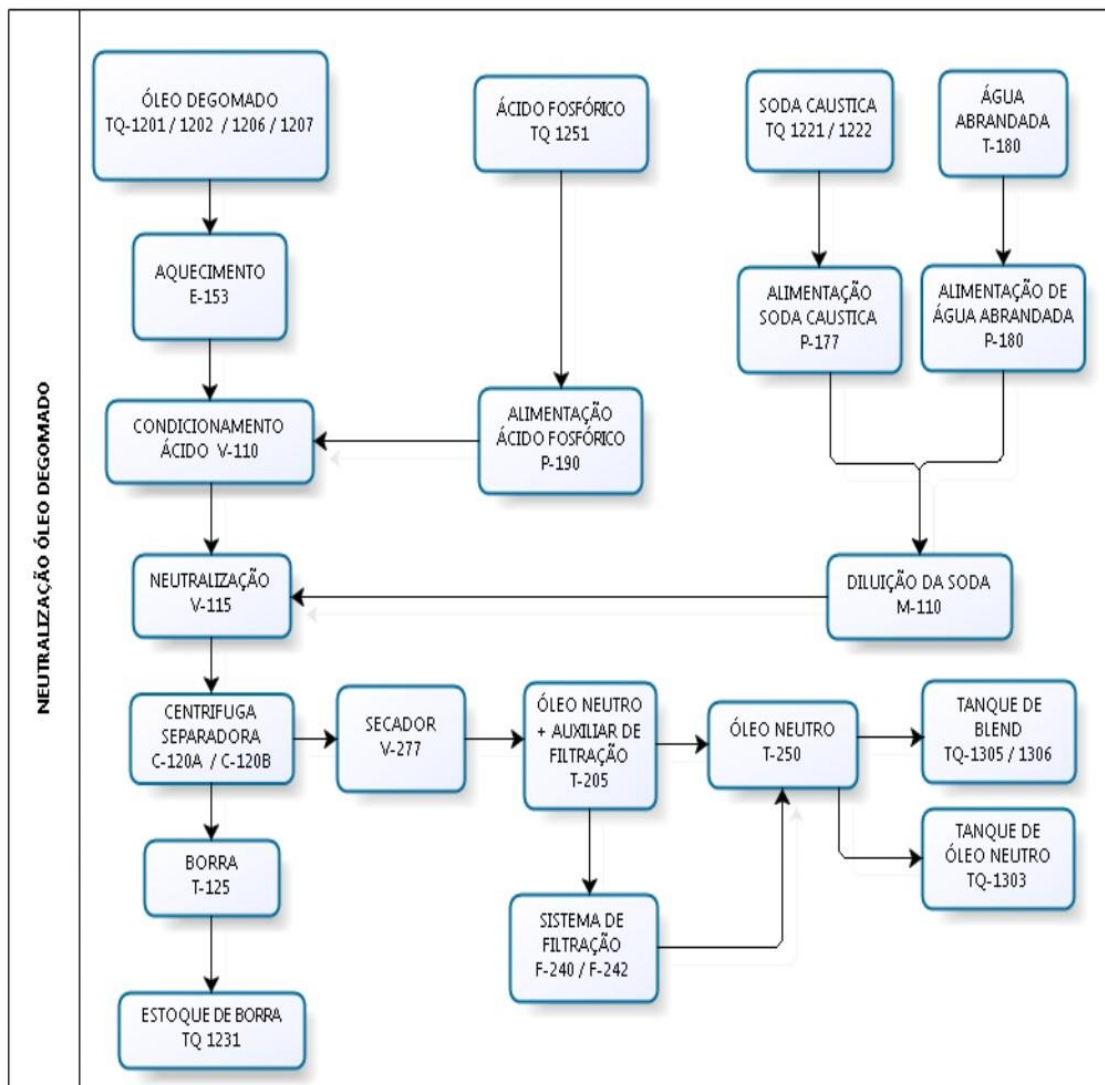 NEUTRALIZAÇÃO ÓLEO DEGOMADO
ÓLEO DEGOMADO
TQ-1201 / 1202 / 1206 / 1207
ÁCIDO FOSFÓRICO
TQ 1251
SODA CAUSTICA
TQ 1221 / 1222
ÁGUA
ABRANDADA
T-180
AQUECIMENTO
E-153
ALIMENTAÇÃO
SODA CAUSTICA
P-177
ALIMENTAÇÃO DE
ÁGUA ABRANDADA
P-180
CONDICIONAMENTO
ÁCIDO V-110
ALIMENTAÇÃO
ÁCIDO FOSFÓRICO
P-190
NEUTRALIZAÇÃO
V-115
DILUIÇÃO DA SODA
M-110
CENTRIFUGA
SEPARADORA
C-120A / C-120B
SECADOR
V-277
ÓLEO NEUTRO
+ AUXILIAR DE
FILTRAÇÃO
T-205
ÓLEO NEUTRO
T-250
TANQUE DE
BLEND
TQ-1305 / 1306
TANQUE DE
ÓLEO NEUTRO
TQ-1303
BORRA
T-125
SISTEMA DE
FILTRAÇÃO
F-240 / F-242
ESTOQUE DE BORRA
TQ 1231